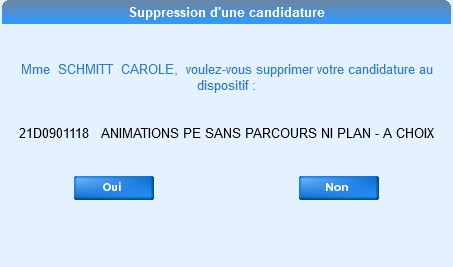 Suppression d'une candidature
Mme SCHMITT CAROLE, voulez-vous supprimer votre candidature au
dispositif :
21D0901118 ANIMATIONS PE SANS PARCOURS NI PLAN - A CHOIX
Oui
Non